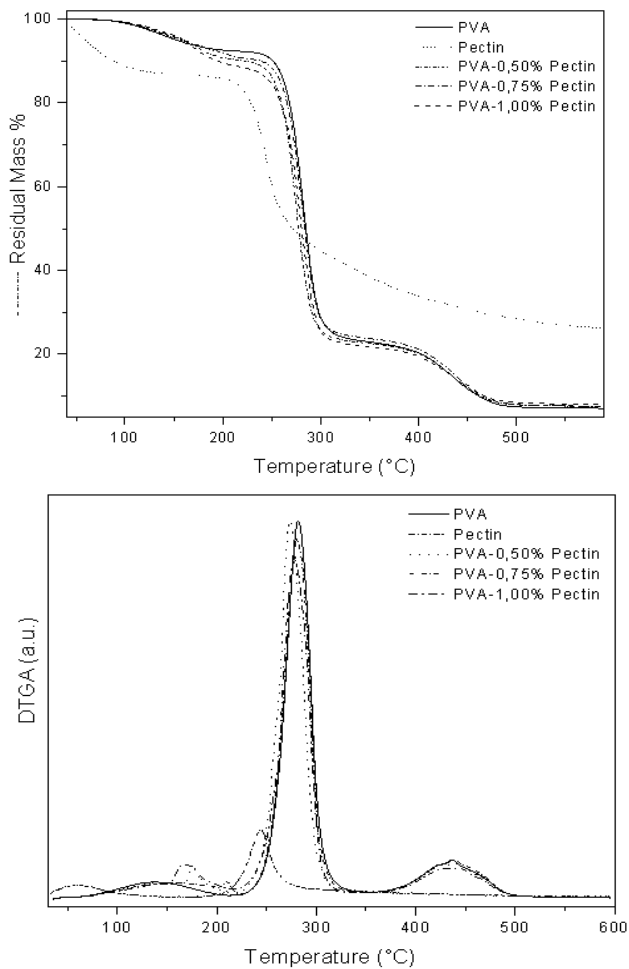 100
80
60
40
20
Residual Mass %
PVA
Pectin
PVA-0,50% Pectin
PVA-0,75% Pectin
PVA-1,00% Pectin
100 200 300 400 500
Temperature (°C)
DTGA (a.u.)
PVA
Pectin
PVA-0,50% Pectin
PVA-0,75% Pectin
PVA-1,00% Pectin
100 200 300 400 500 600
Temperature (°C)